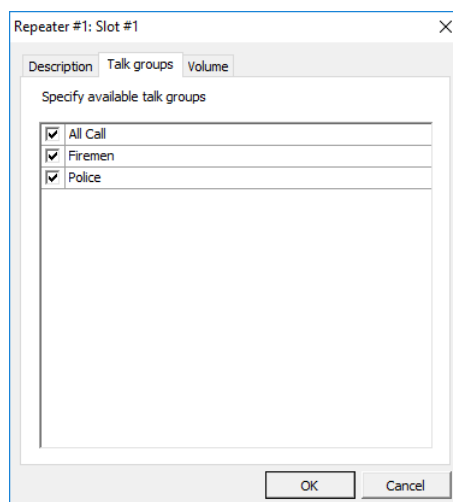 Repeater #1: Slot #1
Description Talk groups Volume
Specify available talk groups
All Call
Firemen
Police
OK Cancel